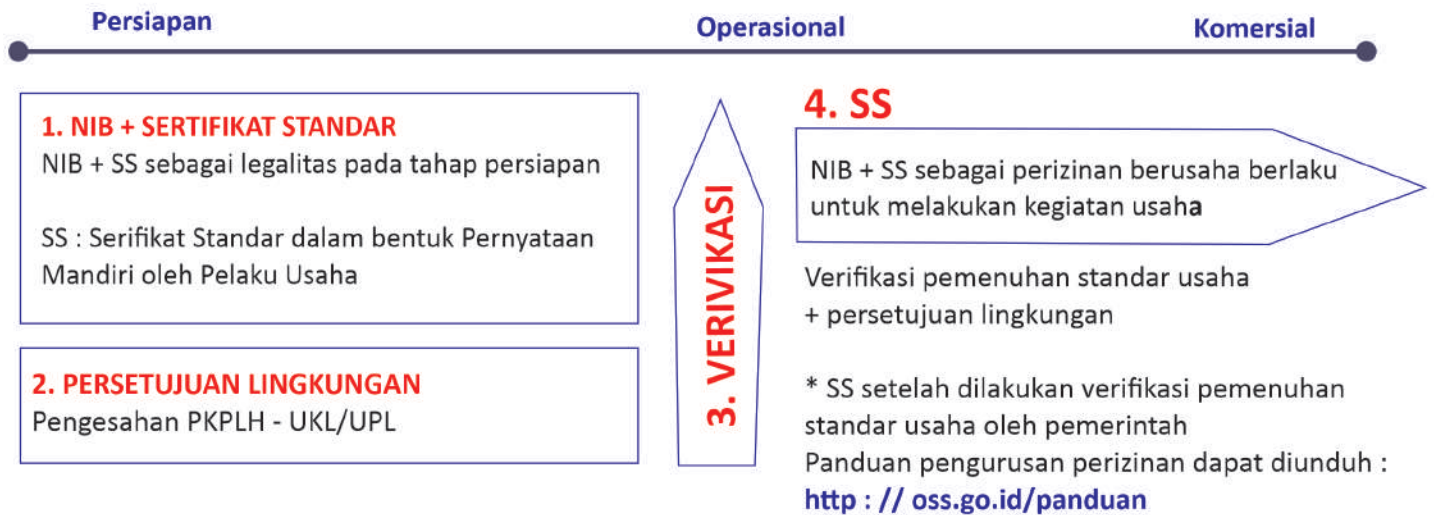 Persiapan
Operasional
Komersial
1. NIB + SERTIFIKAT STANDAR
NIB + SS sebagai legalitas pada tahap persiapan
SS : Serifikat Standar dalam bentuk Pernyataan
Mandiri oleh Pelaku Usaha
2. PERSETUJUAN LINGKUNGAN
Pengesahan PKPLH - UKL/UPL
3. VERIVIKASI
4. SS
NIB + SS sebagai perizinan berusaha berlaku
untuk melakukan kegiatan usaha
Verifikasi pemenuhan standar usaha
+ persetujuan lingkungan
* SS setelah dilakukan verifikasi pemenuhan
standar usaha oleh pemerintah
Panduan pengurusan perizinan dapat diunduh :
http : // oss.go.id/panduan